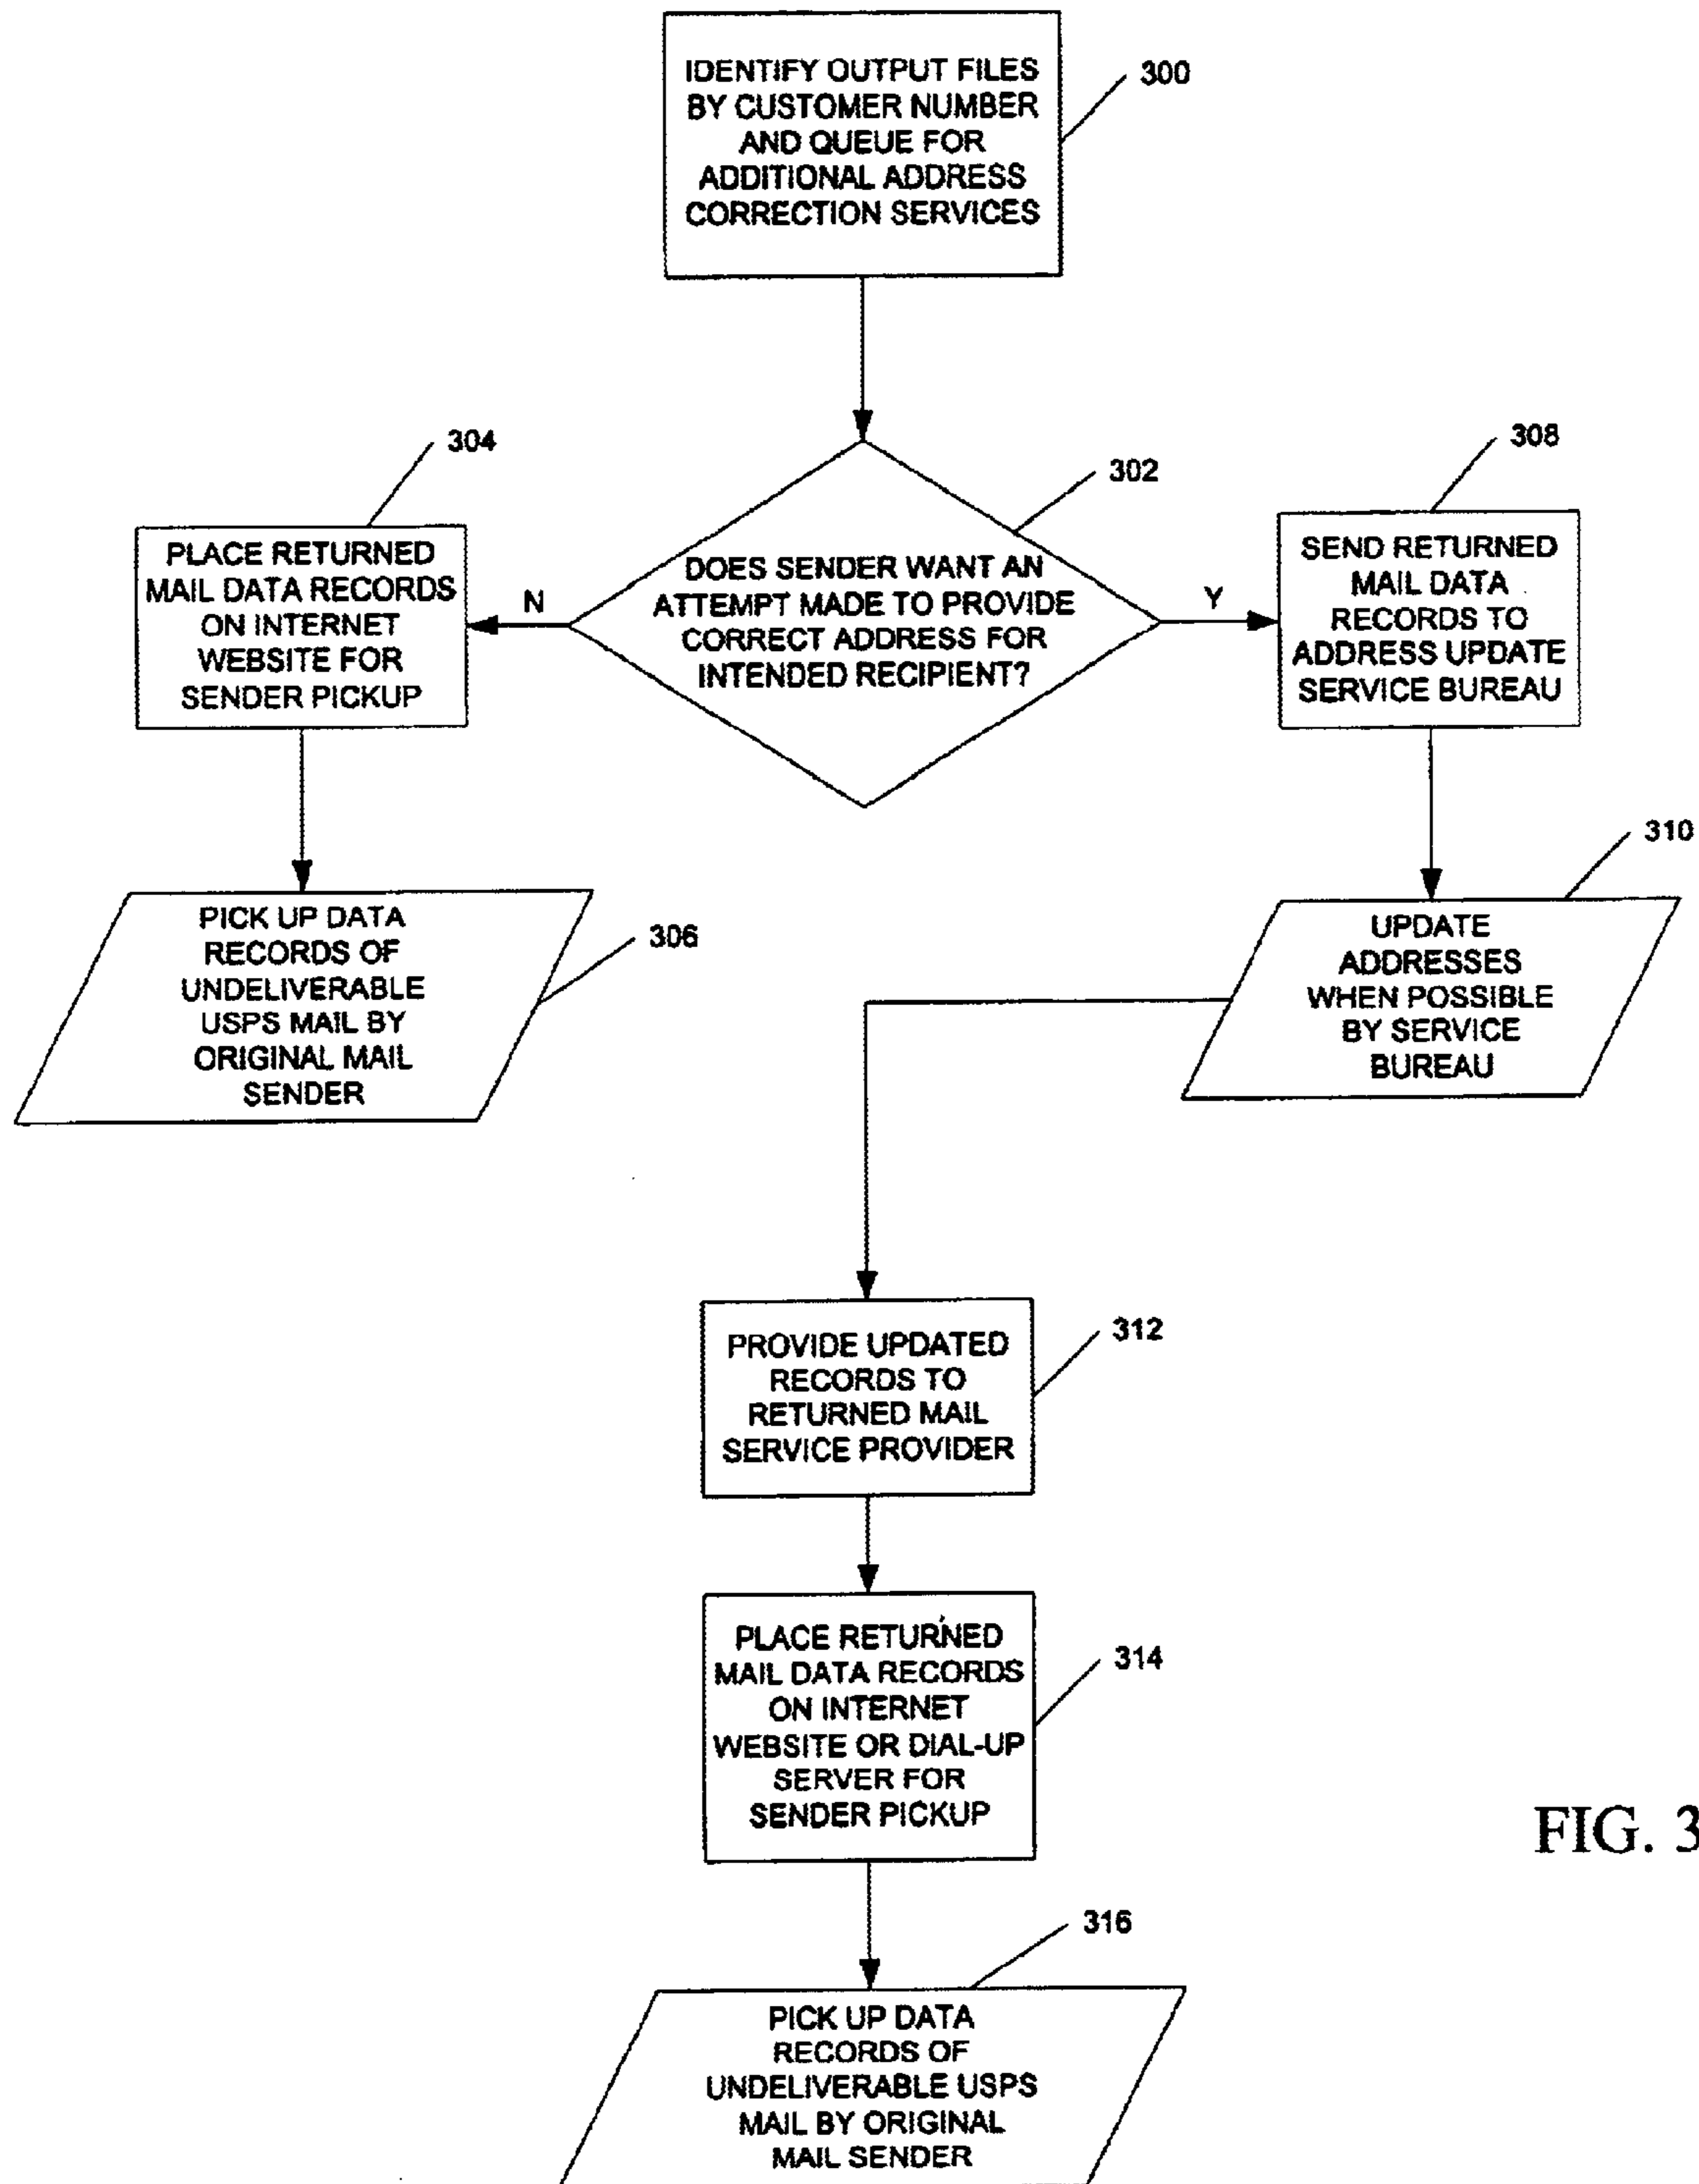 IDENTIFY OUTPUT FILES
BY CUSTOMER NUMBER
AND QUEUE FOR
ADDITIONAL ADDRESS
CORRECTION SERVICES
300
302
DOES SENDER WANT AN
ATTEMPT MADE TO PROVIDE
CORRECT ADDRESS FOR
INTENDED RECIPIENT?
N
Y
304
PLACE RETURNED
MAIL DATA RECORDS
ON INTERNET
WEBSITE FOR
SENDER PICKUP
308
SEND RETURNED
MAIL DATA
RECORDS TO
ADDRESS UPDATE
SERVICE BUREAU
PICK UP DATA
RECORDS OF
UNDELIVERABLE
USPS MAIL BY
ORIGINAL MAIL
SENDER
306
310
UPDATE
ADDRESSES
WHEN POSSIBLE
BY SERVICE
BUREAU
PROVIDE UPDATED
RECORDS TO
RETURNED MAIL
SERVICE PROVIDER
312
PLACE RETURNED
MAIL DATA RECORDS
ON INTERNET
WEBSITE OR DIAL-UP
SERVER FOR
SENDER PICKUP
314
FIG. 3
316
PICK UP DATA
RECORDS OF
UNDELIVERABLE USPS
MAIL BY ORIGINAL
MAIL SENDER